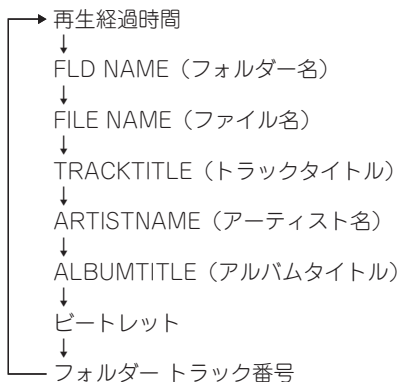 再生経過時間
FLD NAME（フォルダー名）
FILE NAME（ファイル名）
TRACKTITLE（トラックタイトル）
ARTISTNAME（アーティスト名）
ALBUMTITLE（アルバムタイトル）
ビートレット
フォルダー トラック番号